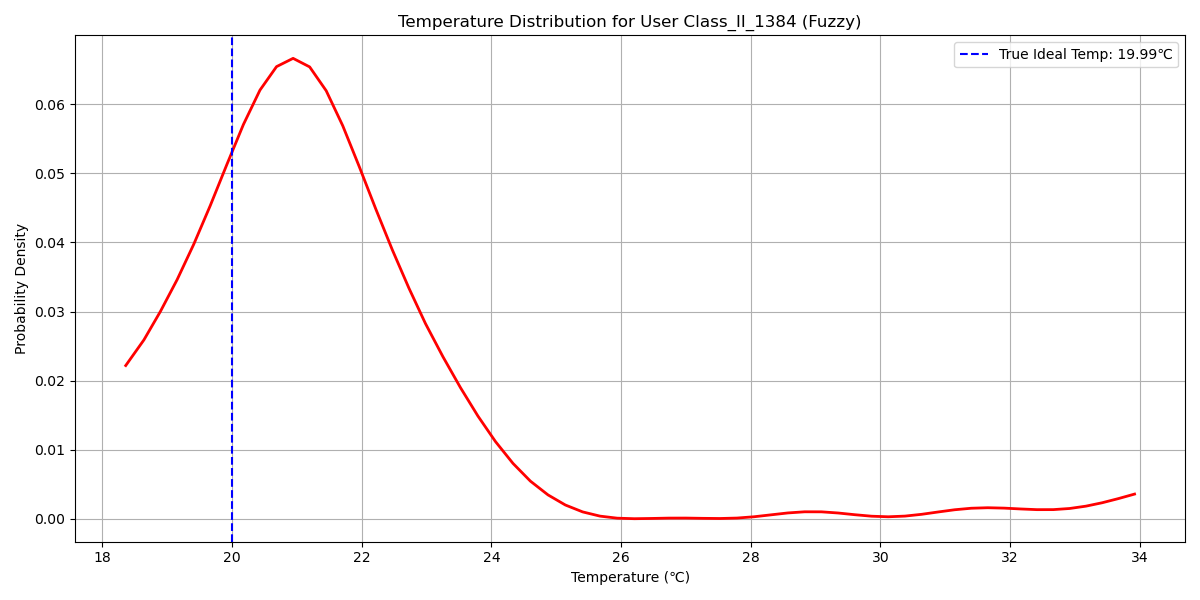 Temperature Distribution for User Class_II_1384 (Fuzzy)
True Ideal Temp: 19.99℃
Probability Density
0.06
0.05
0.04
0.03
0.02
0.01
0.00
18 20 22 24 26 28 30 32 34
Temperature (℃)